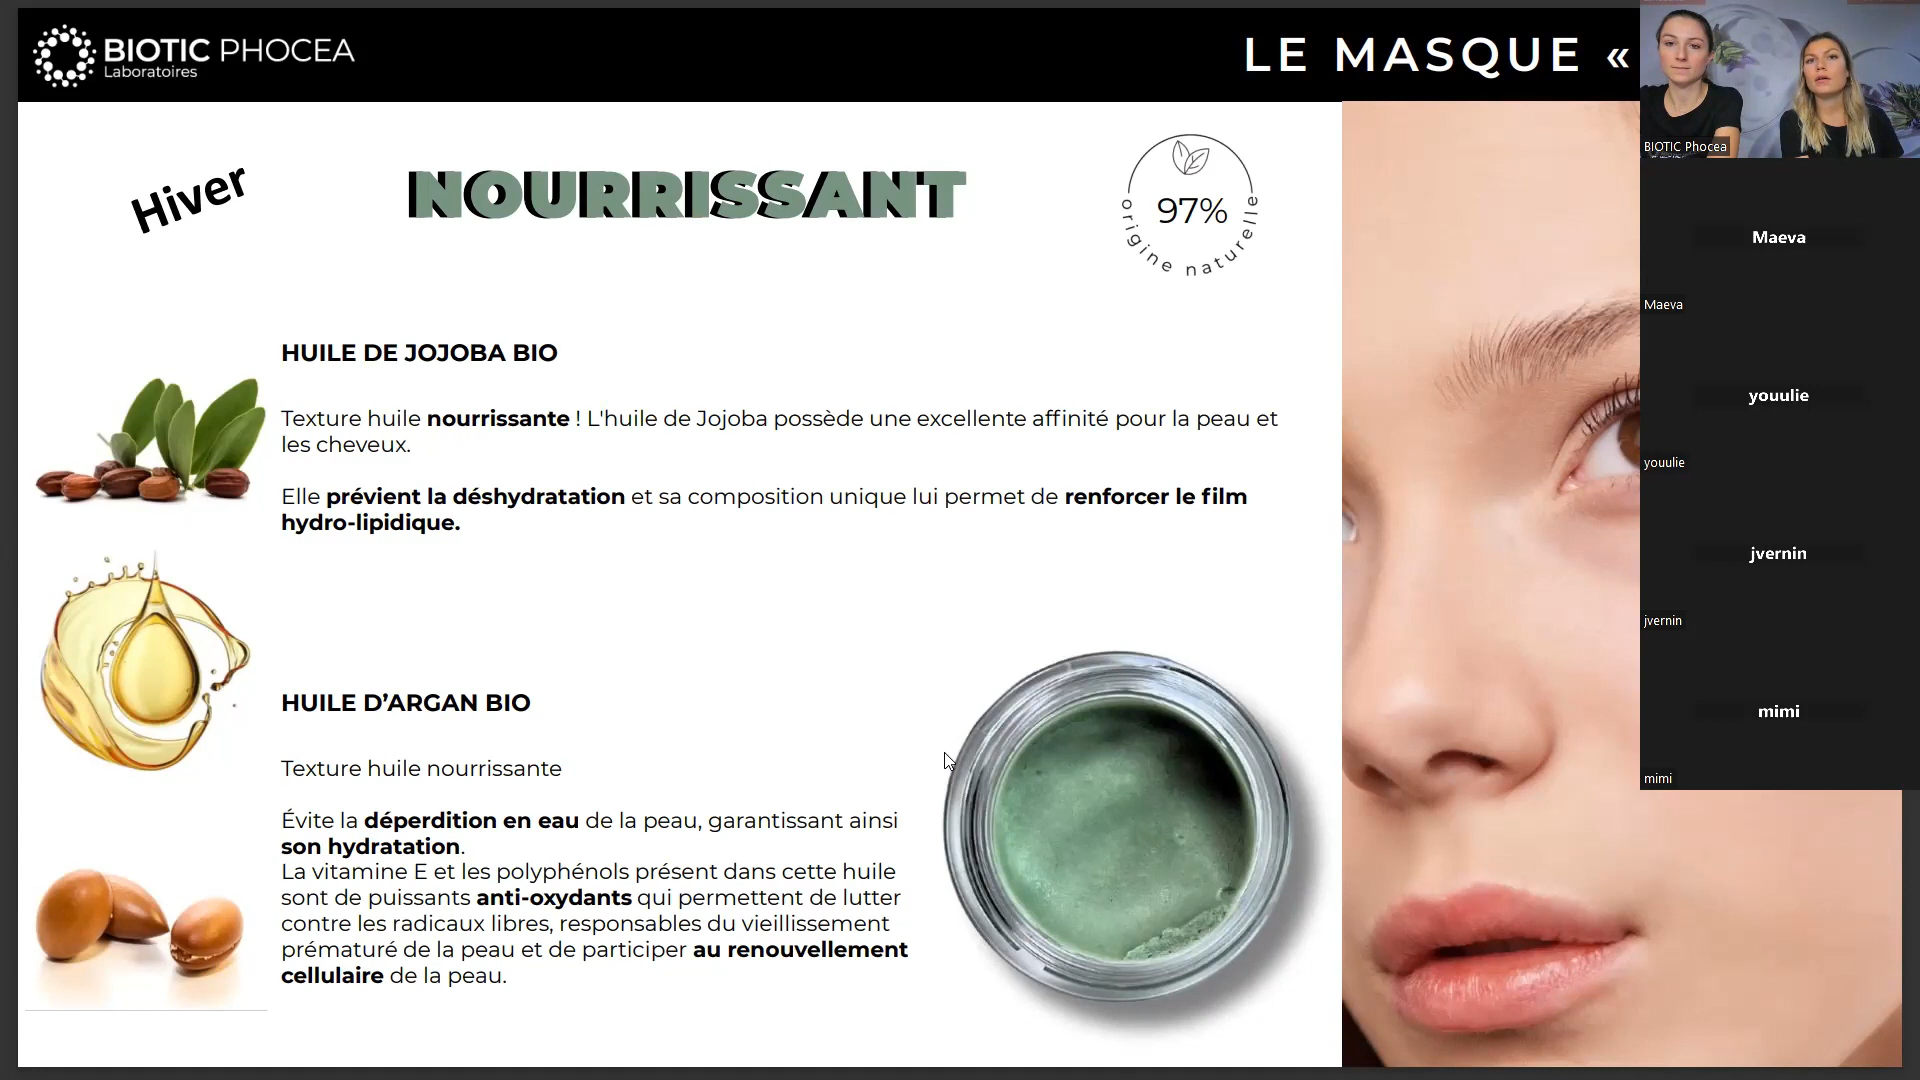 BIOTIC PHOCEA
Laboratoires
LE MASQUE «
Hiver
NOURRISSANT
97%
origine naturelle
HUILE DE JOJOBA BIO
Texture huile nourrissante ! L'huile de Jojoba possède une excellente affinité pour la peau et
les cheveux.
Elle prévient la déshydratation et sa composition unique lui permet de renforcer le film
hydro-lipidique.
HUILE D’ARGAN BIO
Texture huile nourrissante
Évite la déperdition en eau de la peau, garantissant ainsi
son hydratation.
La vitamine E et les polyphénols présent dans cette huile
sont de puissants anti-oxydants qui permettent de lutter
contre les radicaux libres, responsables du vieillissement
prématuré de la peau et de participer au renouvellement
cellulaire de la peau.
BIOTIC Phocea
Maeva
Maeva
youulie
youulie
jvernin
jvernin
mimi
mimi